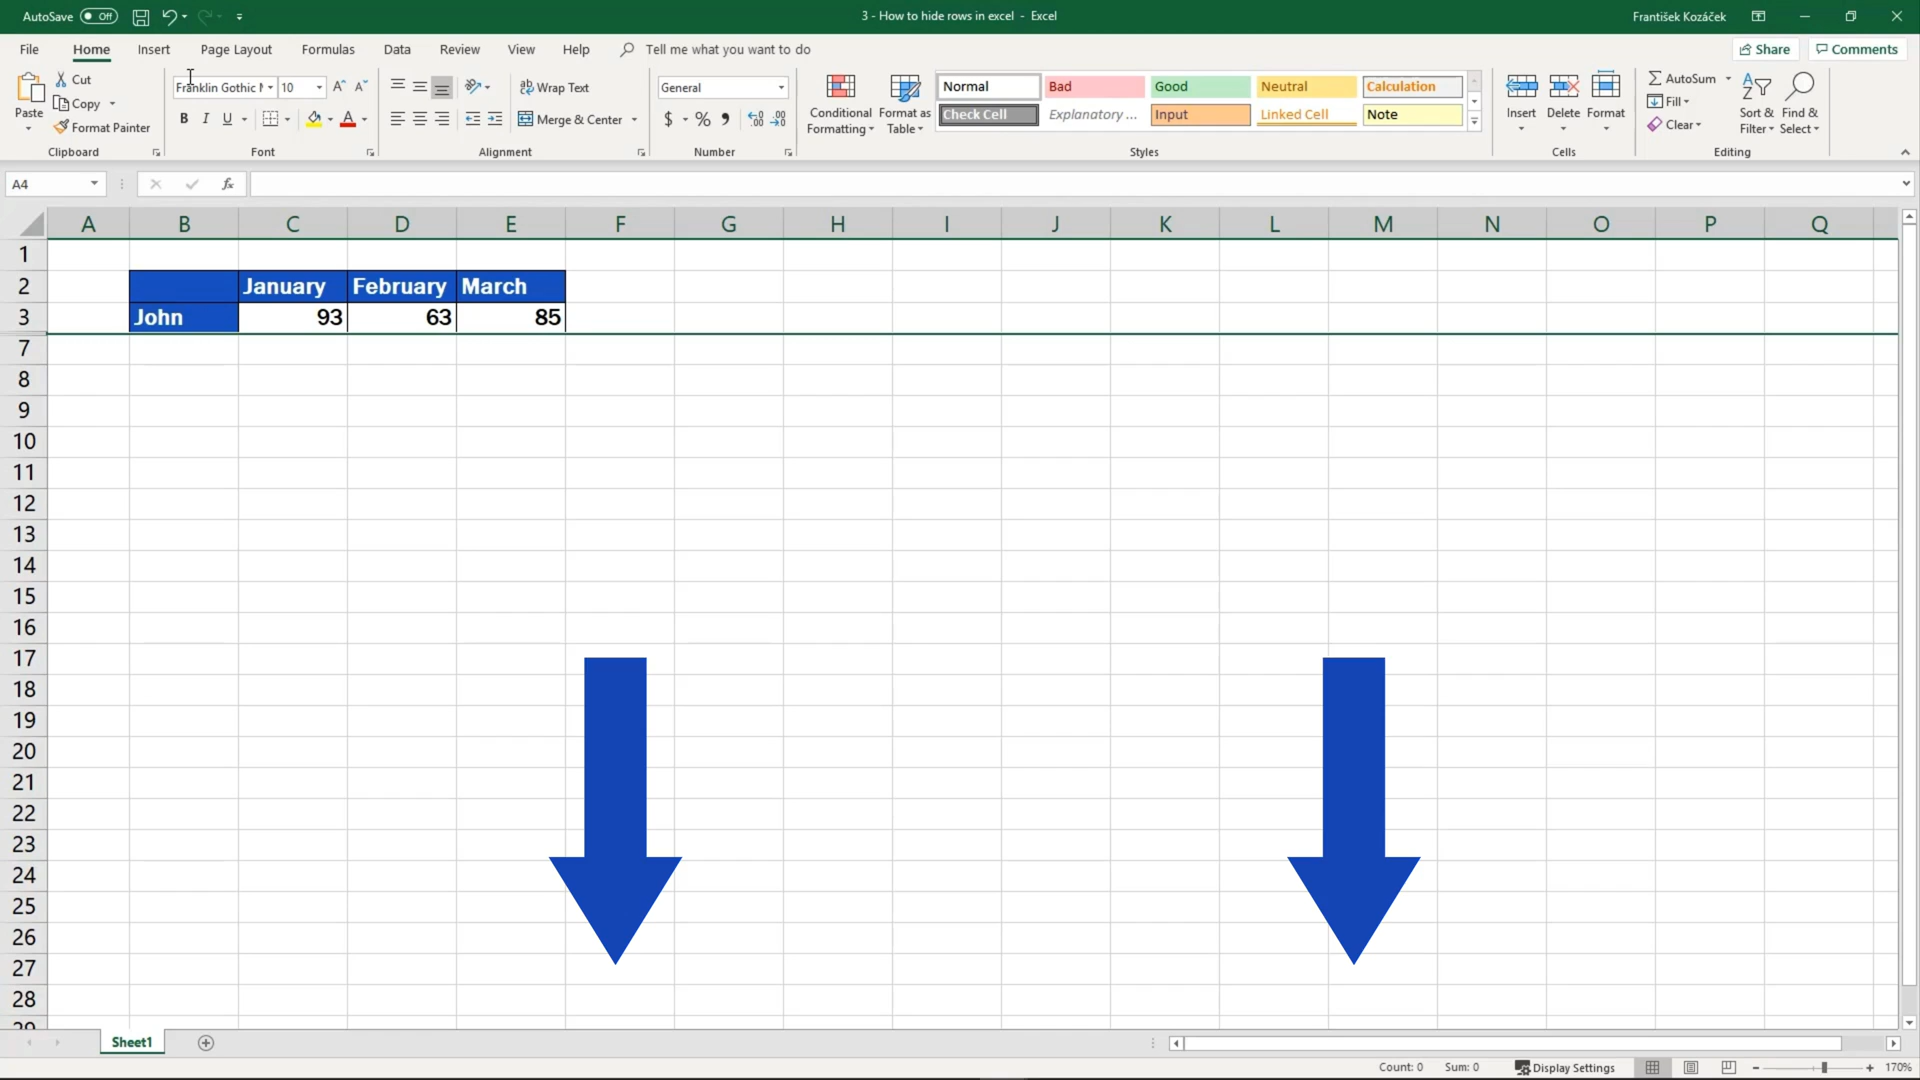 AutoSave Off 3 - How to hide rows in excel - Excel František Kozáček
File Home Insert Page Layout Formulas Data Review View Help Tell me what you want to do Share Comments
Paste Cut Copy Format Painter Clipboard
Franklin Gothic 10 A A B I U A Font
ab Wrap Text Merge & Center Alignment
General $ % Number
Conditional Formatting Format as Table
Normal Bad Good Neutral Calculation
Check Cell Explanatory ... Input Linked Cell Note
Styles
Insert Delete Format Cells
AutoSum Fill Clear Sort & Filter Find & Select Editing
A4 fx
A B C D E F G H I J K L M N O P Q
1
2 January February March
3 John 93 63 85
7
8
9
10
11
12
13
14
15
16
17
18
19
20
21
22
23
24
25
26
27
28
29
Sheet1
Count: 0 Sum: 0 Display Settings 170%